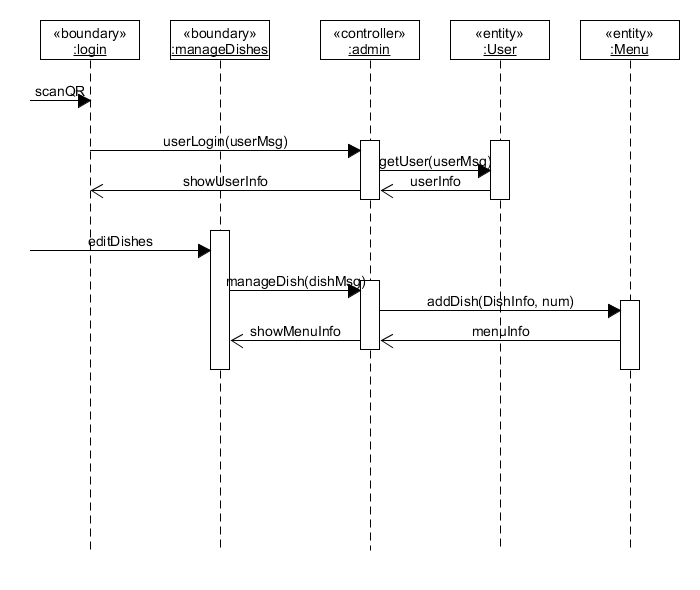 «boundary»
:login
«boundary»
:manageDishes
«controller»
:admin
«entity»
:User
«entity»
:Menu
scanQR
userLogin(userMsg)
getUser(userMsg)
showUserInfo
userInfo
editDishes
manageDish(dishMsg)
addDish(DishInfo, num)
showMenuInfo
menuInfo